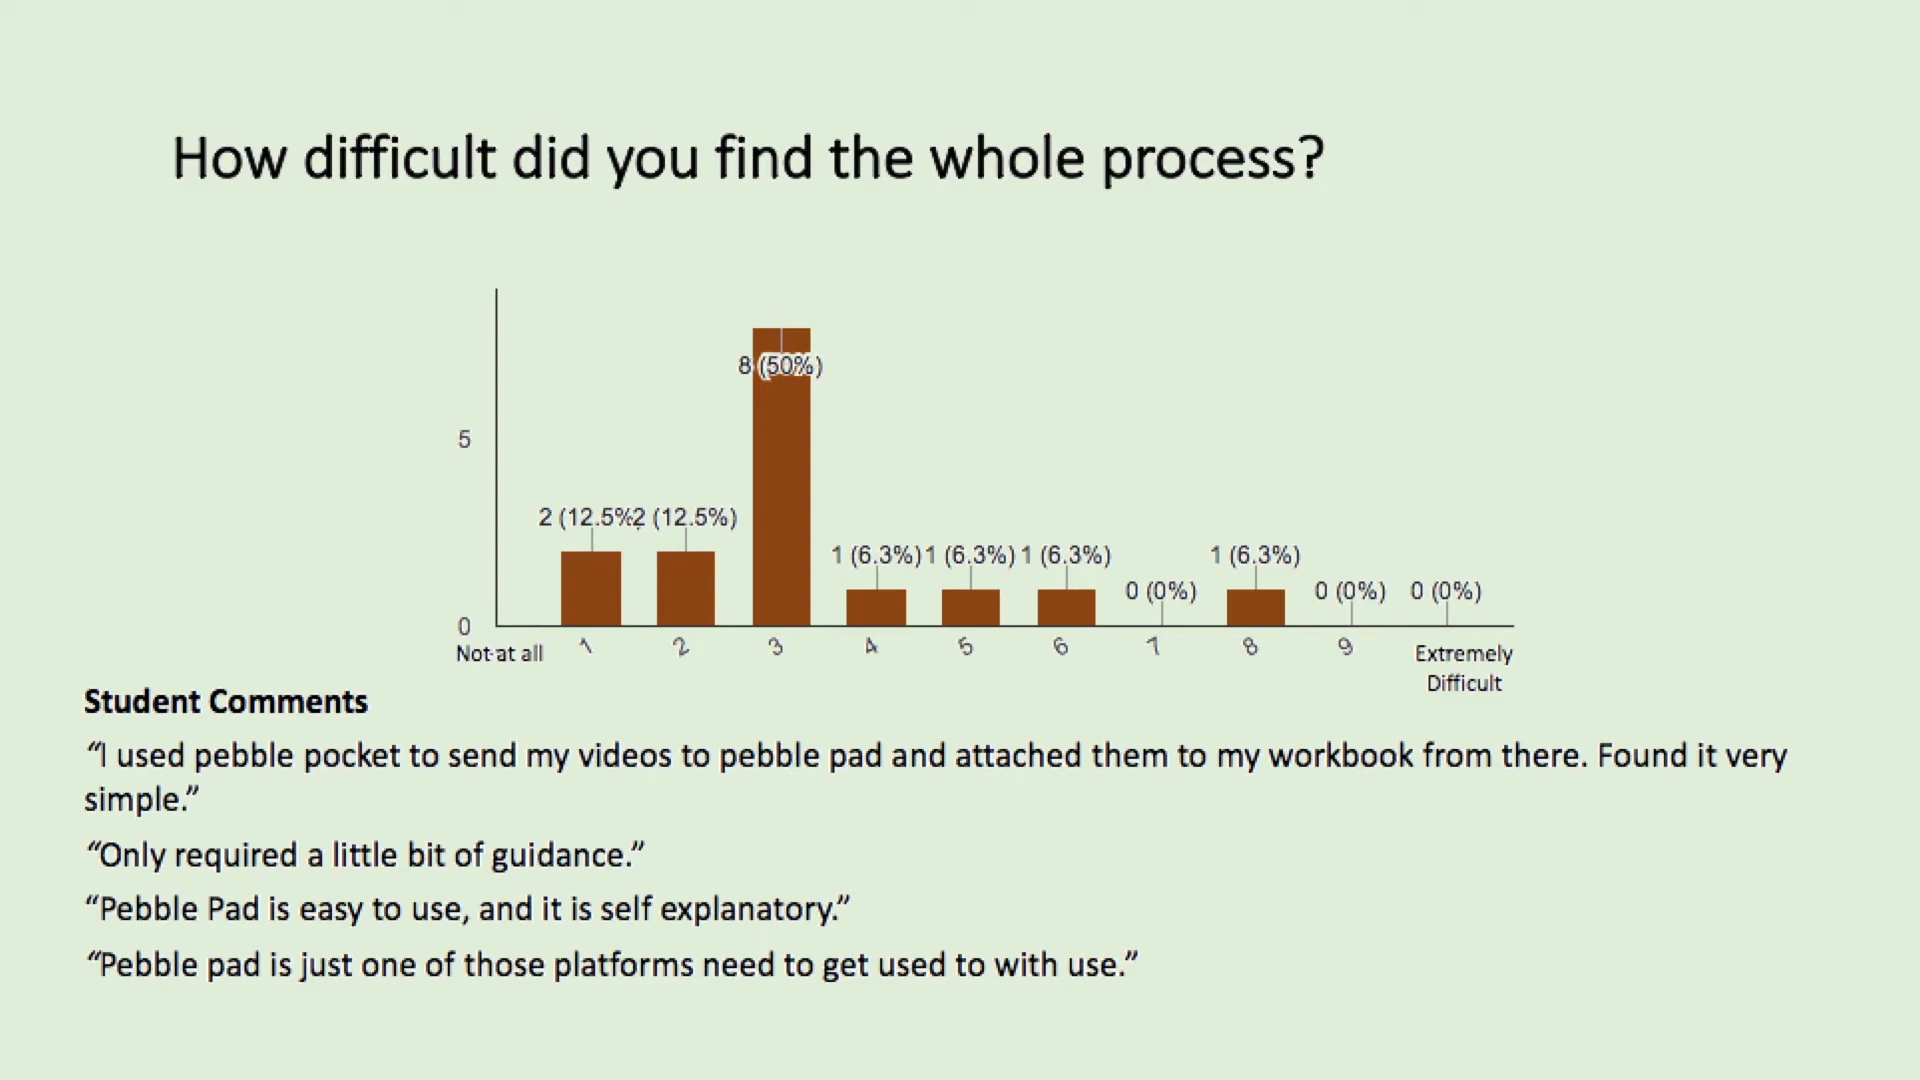 How difficult did you find the whole process?
8 (50%)
5
2 (12.5%
2 (12.5%)
1 (6.3%)
1 (6.3%)
1 (6.3%)
0 (0%)
1 (6.3%)
0 (0%)
0 (0%)
0
Not at all
1
2
3
4
5
6
7
8
9
Extremely
Difficult
Student Comments
“I used pebble pocket to send my videos to pebble pad and attached them to my workbook from there. Found it very
simple.”
“Only required a little bit of guidance.”
“Pebble Pad is easy to use, and it is self explanatory.”
“Pebble pad is just one of those platforms need to get used to with use.”